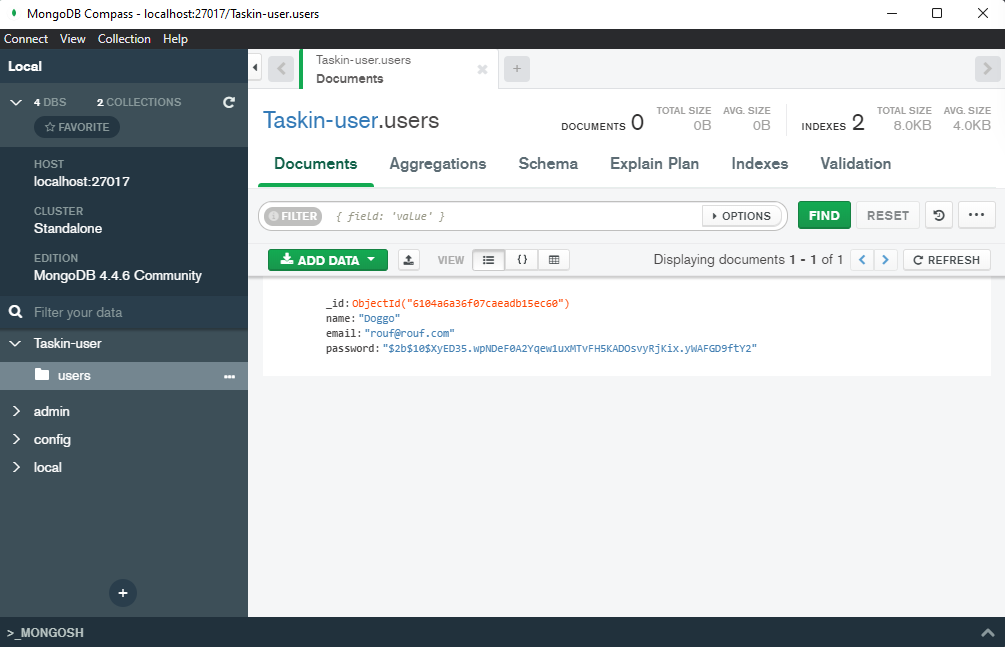 MongoDB Compass - localhost:27017/Taskin-user.users
Connect View Collection Help
Local
4 DBS 2 COLLECTIONS
FAVORITE
HOST
localhost:27017
CLUSTER
Standalone
EDITION
MongoDB 4.4.6 Community
Filter your data
Taskin-user
users
admin
config
local
Taskin-user.users
Documents
Taskin-user.users
DOCUMENTS 0 TOTAL SIZE 0B AVG. SIZE 0B INDEXES 2 TOTAL SIZE 8.0KB AVG. SIZE 4.0KB
Documents Aggregations Schema Explain Plan Indexes Validation
FILTER { field: 'value' } OPTIONS FIND RESET
ADD DATA VIEW {} Displaying documents 1 - 1 of 1 REFRESH
_id: ObjectId("6104a6a36f07caeadb15ec60")
name: "Doggo"
email: "rouf@rouf.com"
password: "$2b$10$XyED35.wpNDeF0A2Yqew1uxMTvFH5KADOsvyRjKix.yWAFGD9ftY2"
>_MONGOSH